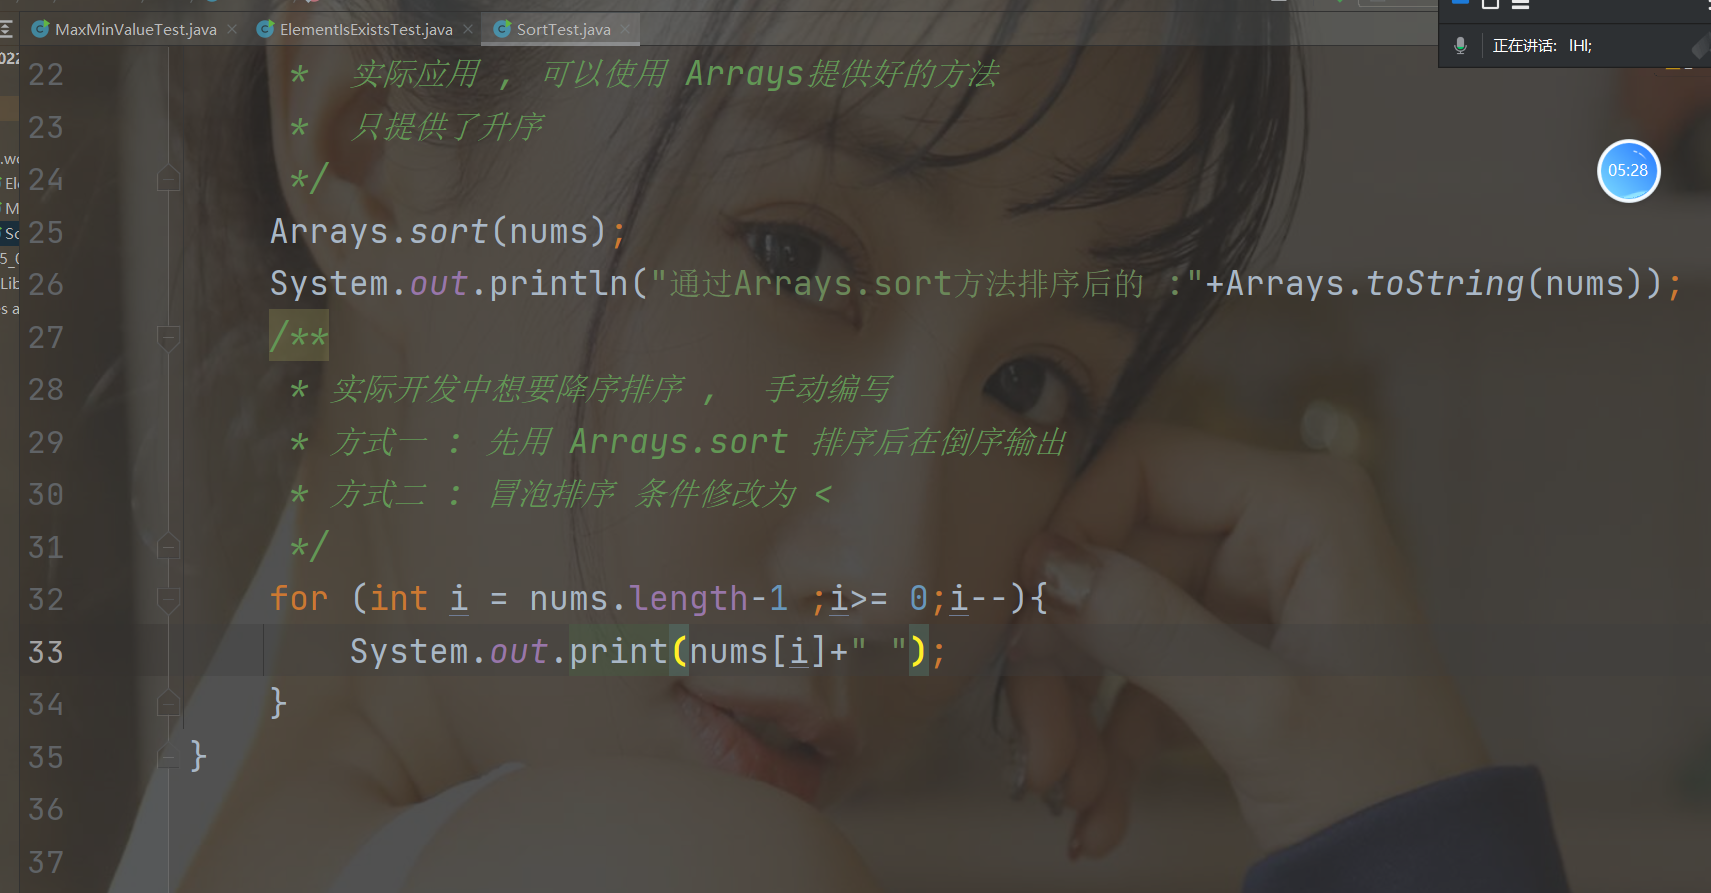 MaxMinValueTest.java ElementIsExistsTest.java SortTest.java
正在讲话: lHl;
05:28
022
.wo
Ele
M
So
5_0
Lib
s a
22 * 实际应用 , 可以使用 Arrays提供好的方法
23 * 只提供了升序
24 */
25 Arrays.sort(nums);
26 System.out.println("通过Arrays.sort方法排序后的 :"+Arrays.toString(nums));
27 /**
28 * 实际开发中想要降序排序 , 手动编写
29 * 方式一 : 先用 Arrays.sort 排序后在倒序输出
30 * 方式二 : 冒泡排序 条件修改为 <
31 */
32 for (int i = nums.length-1 ;i>= 0;i--){
33 System.out.print(nums[i]+" ");
34 }
35 }
36
37